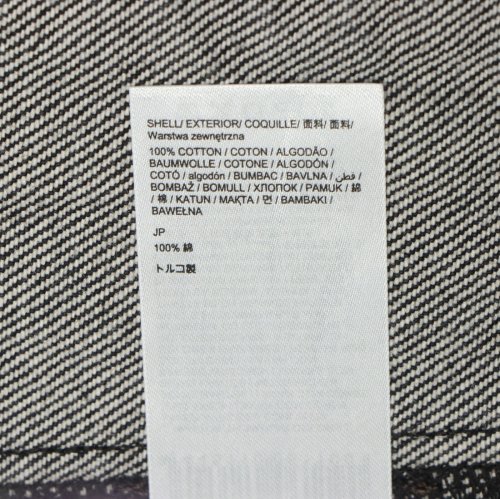 SHELL/ EXTERIOR/ COQUILLE/ 面料/ 面料/
Warstwa zewnętrzna
100% COTTON / COTON / ALGODÃO /
BAUMWOLLE / COTONE / ALGODÓN /
COTÓ / algodón / BUMBAC / BAVLNA / قطن /
BOMBAŽ / BOMULL / ХЛОПОК / PAMUK / 綿
/ 棉 / KATUN / МАКТА / 면 / BAMBAKI /
BAWEŁNA
JP
100% 綿
トルコ製